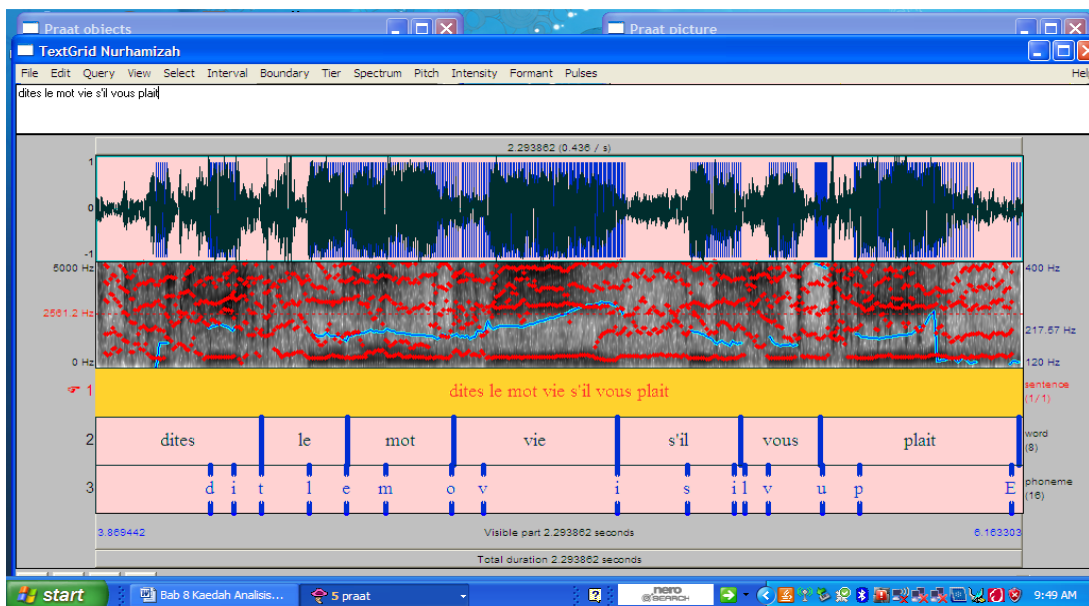 Praat objects
Praat picture
TextGrid Nurhamizah
File Edit Query View Select Interval Boundary Tier Spectrum Pitch Intensity Formant Pulses Hel
dites le mot vie s'il vous plait
2.293862 (0.436 / s)
1
0
-1
5000 Hz
400 Hz
2561.2 Hz
217.57 Hz
0 Hz
120 Hz
1
dites le mot vie s'il vous plait
sentence
(1/1)
2
dites le mot vie s'il vous plait
word
(8)
3
d i t l e m o v i s i l v u p E
phoneme
(16)
3.869442
Visible part 2.293862 seconds
6.163303
Total duration 2.293862 seconds
start
Bab 8 Kaedah Analisis...
5 praat
nero
SEARCH
9:49 AM